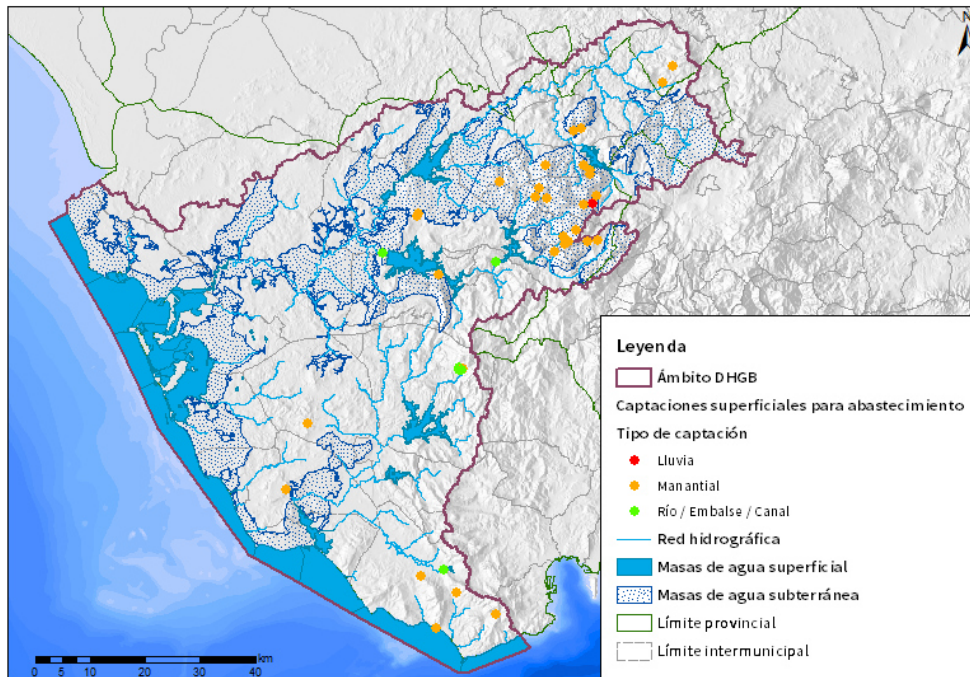 N
Leyenda
Ámbito DHGB
Captaciones superficiales para abastecimiento
Tipo de captación
Lluvia
Manantial
Río / Embalse / Canal
Red hidrográfica
Masas de agua superficial
Masas de agua subterránea
Límite provincial
Límite intermunicipal
km
0 5 10 20 30 40